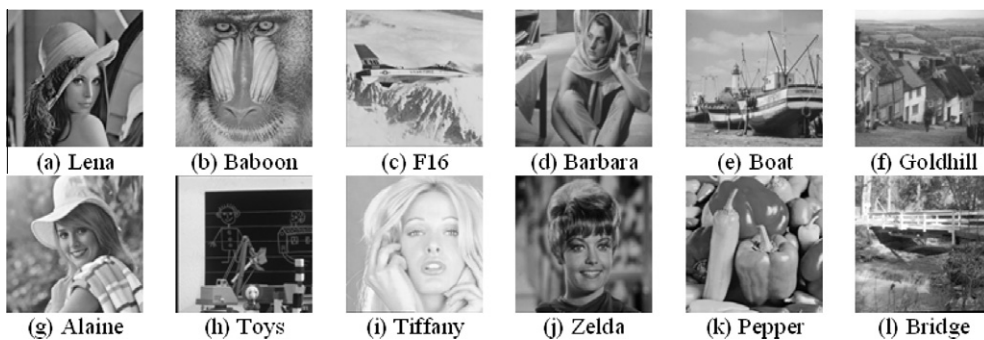 (a) Lena (b) Baboon (c) F16 (d) Barbara (e) Boat (f) Goldhill
(g) Alaine (h) Toys (i) Tiffany (j) Zelda (k) Pepper (l) Bridge